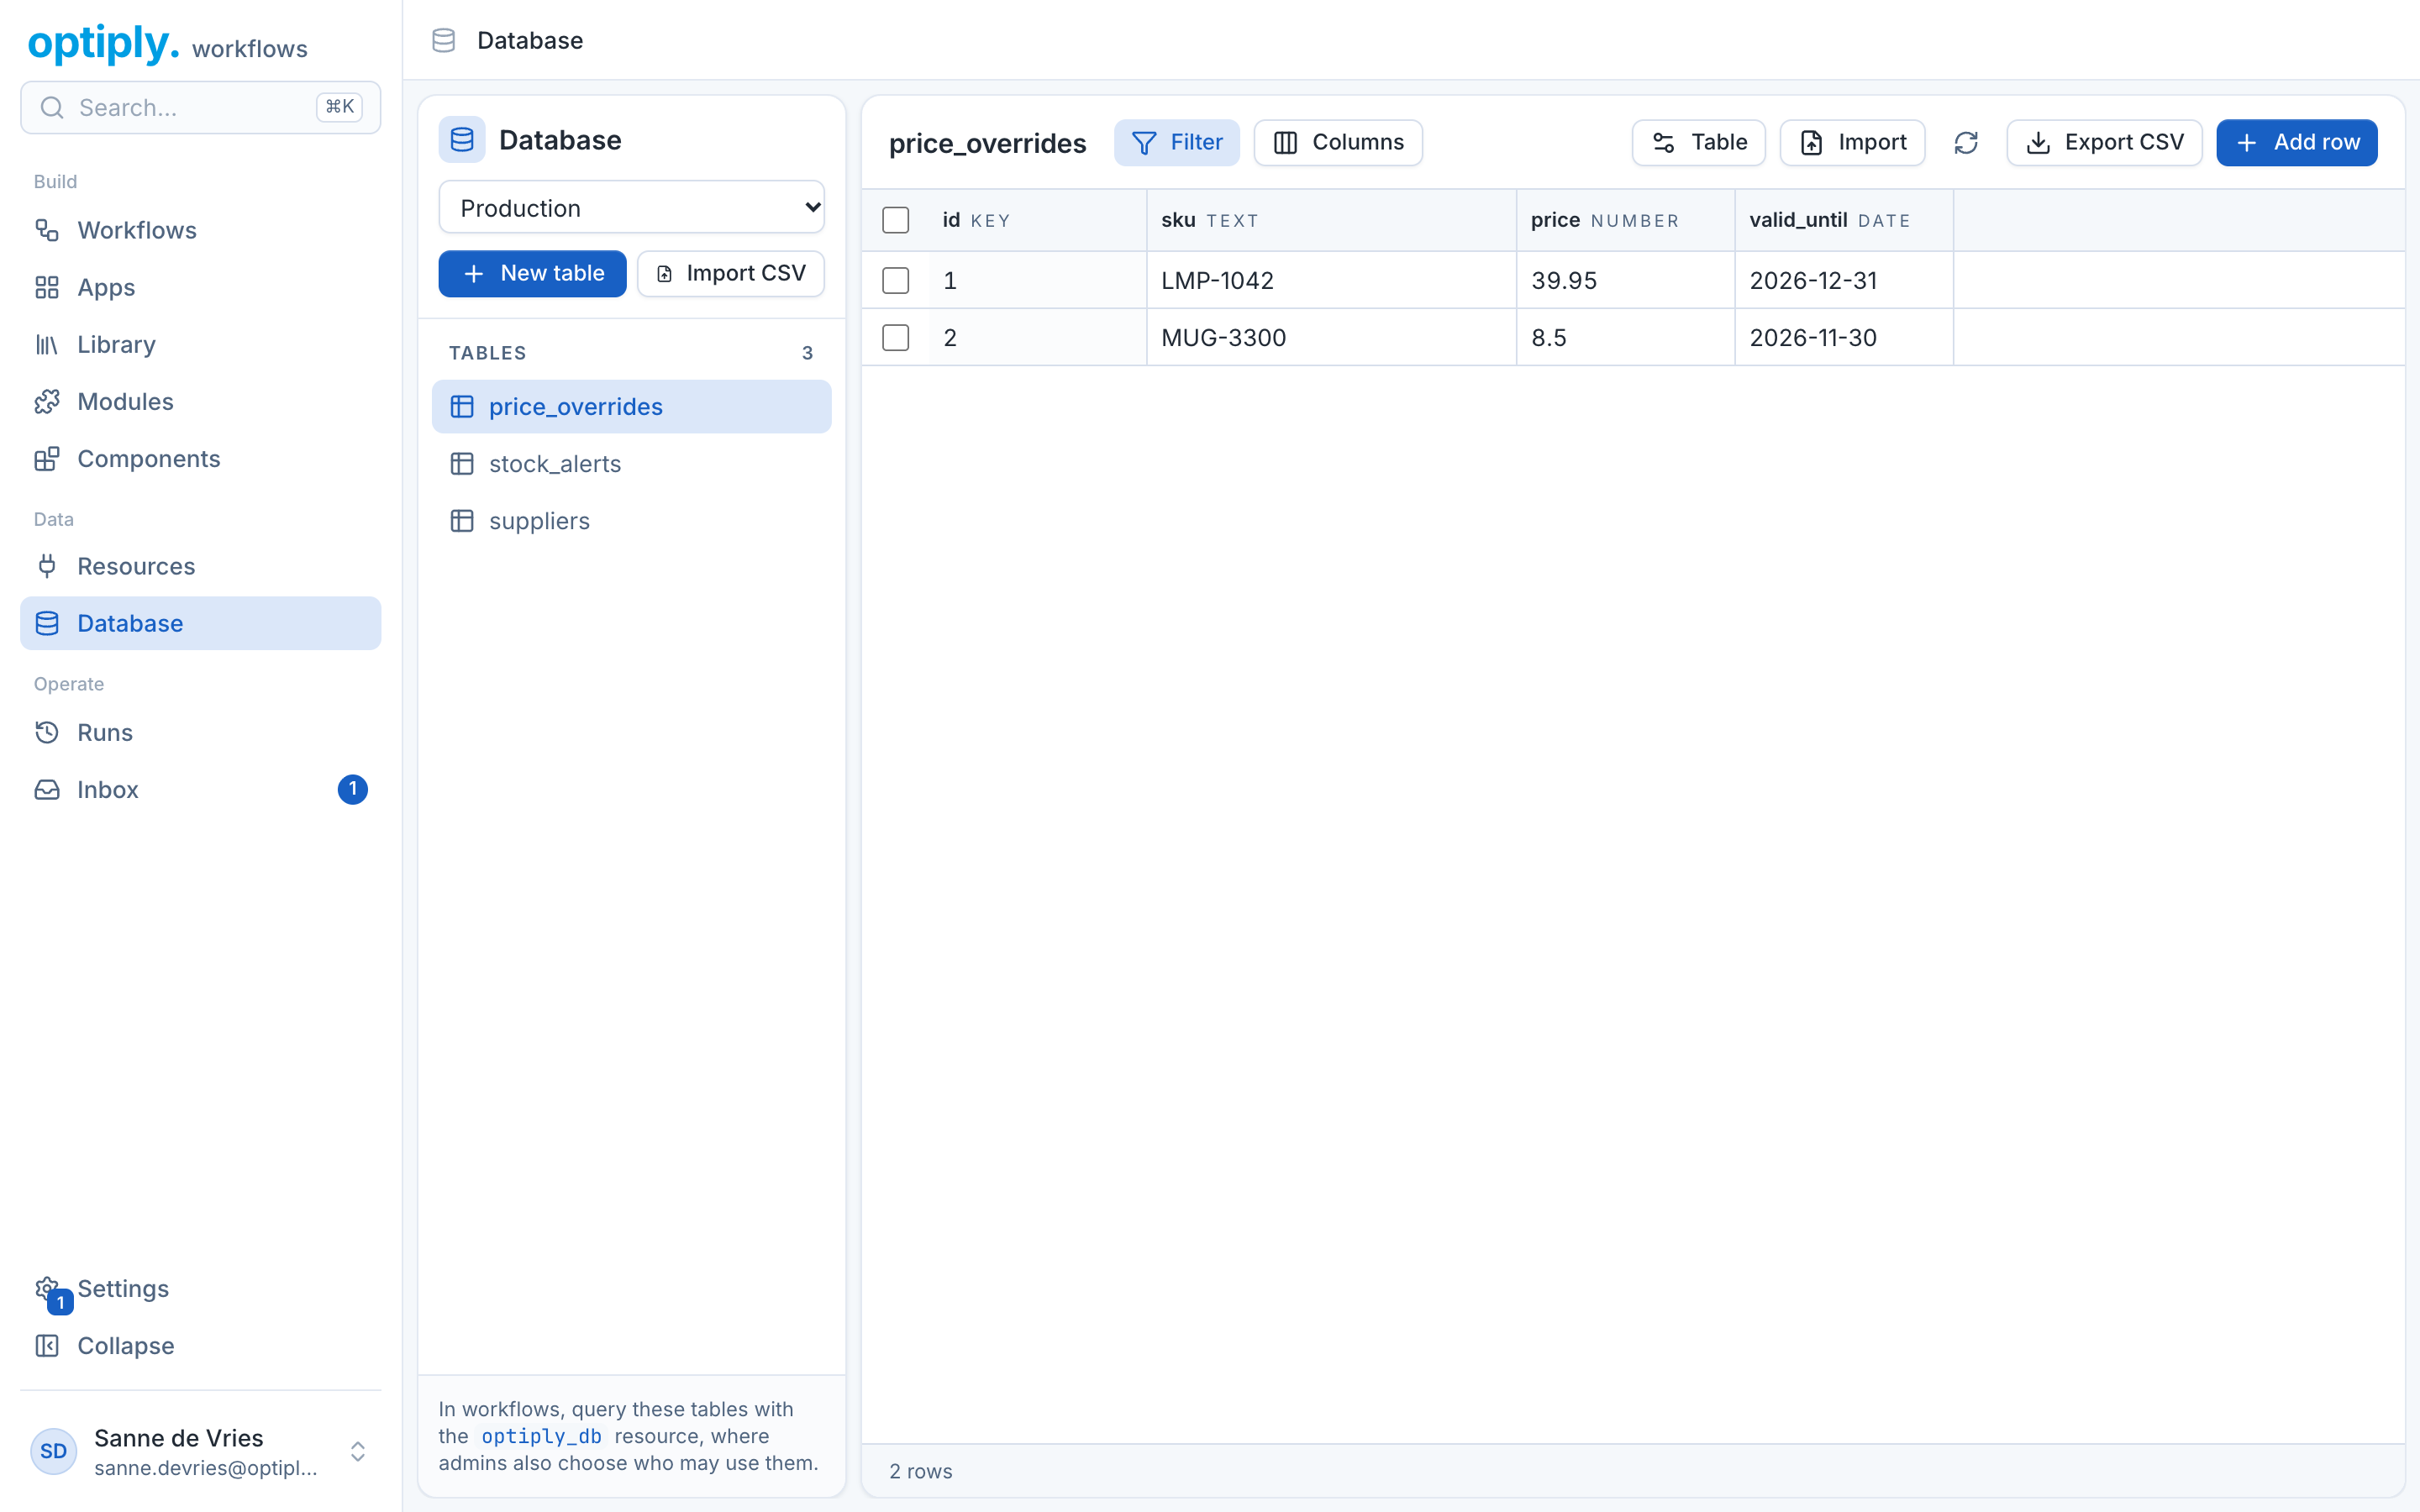 optiply. workflows
Search... ⌘K
Build
Workflows
Apps
Library
Modules
Components
Data
Resources
Database
Operate
Runs
Inbox 1
Settings
1
Collapse
SD
Sanne de Vries
sanne.devries@optipl...
Database
Database
Production
New table
Import CSV
TABLES 3
price_overrides
stock_alerts
suppliers
In workflows, query these tables with
the optiply_db resource, where
admins also choose who may use them.
price_overrides Filter Columns Table Import Export CSV Add row
id KEY sku TEXT price NUMBER valid_until DATE
1 LMP-1042 39.95 2026-12-31
2 MUG-3300 8.5 2026-11-30
2 rows